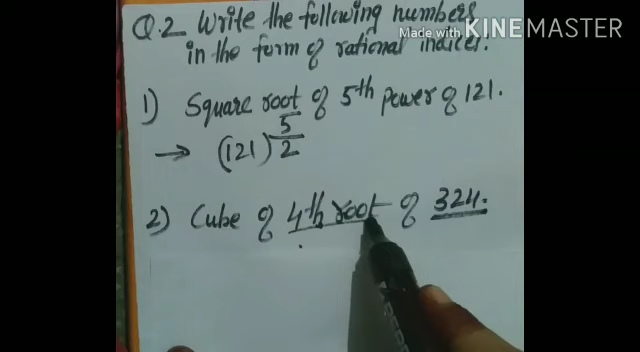 Q.2 Write the following numbers
Made with KINEMASTER
in the form of rational indices.
1) Square root of 5th power of 121.
→ (121)^5/2
2) Cube of 4th root of 324.